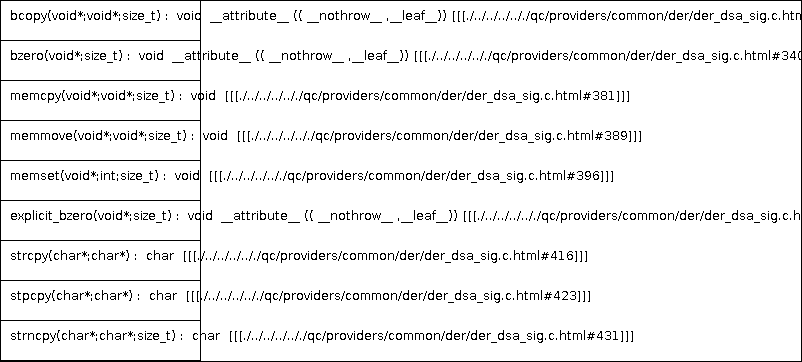 bcopy(void*;void*;size_t) :  void  __attribute__ (( __nothrow__ ,__leaf__)) [[[./../../../././qc/providers/common/der/der_dsa_sig.c.htm
bzero(void*;size_t) :  void  __attribute__ (( __nothrow__ ,__leaf__)) [[[./../../../././qc/providers/common/der/der_dsa_sig.c.html#340
memcpy(void*;void*;size_t) :  void  [[[./../../../././qc/providers/common/der/der_dsa_sig.c.html#381]]]
memmove(void*;void*;size_t) :  void  [[[./../../../././qc/providers/common/der/der_dsa_sig.c.html#389]]]
memset(void*;int;size_t) :  void  [[[./../../../././qc/providers/common/der/der_dsa_sig.c.html#396]]]
explicit_bzero(void*;size_t) :  void  __attribute__ (( __nothrow__ ,__leaf__)) [[[./../../../././qc/providers/common/der/der_dsa_sig.c.h
strcpy(char*;char*) :  char  [[[./../../../././qc/providers/common/der/der_dsa_sig.c.html#416]]]
stpcpy(char*;char*) :  char  [[[./../../../././qc/providers/common/der/der_dsa_sig.c.html#423]]]
strncpy(char*;char*;size_t) :  char  [[[./../../../././qc/providers/common/der/der_dsa_sig.c.html#431]]]